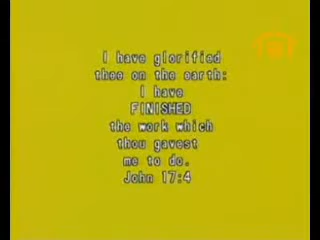 I have glorified
thee on the earth:
I have
FINISHED
the work which
thou gavest
me to do.
John 17:4